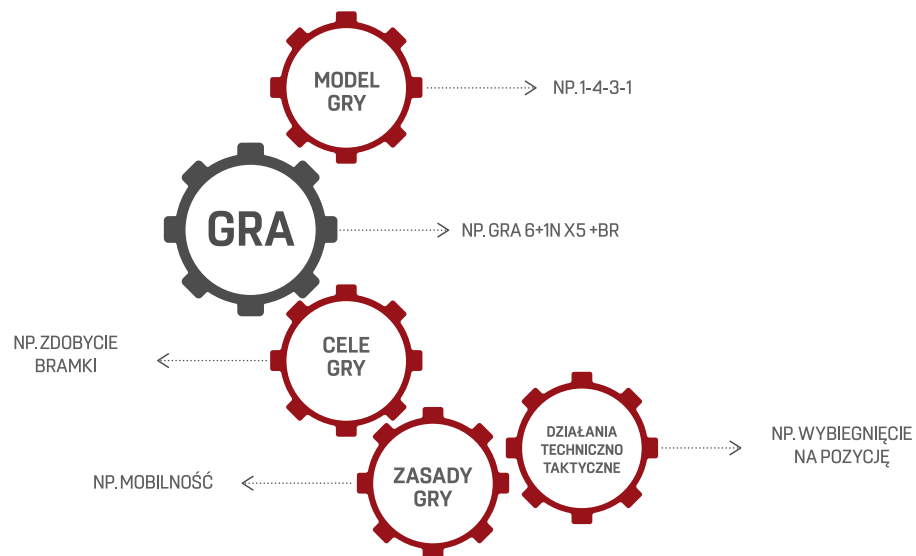 MODEL
GRY
NP. 1-4-3-1
GRA
NP. GRA 6+1N X5 +BR
CELE
GRY
NP. ZDOBYCIE
BRAMKI
DZIAŁANIA
TECHNICZNO
TAKTYCZNE
NP. WYBIEGNIĘCIE
NA POZYCJĘ
ZASADY
GRY
NP. MOBILNOŚĆ